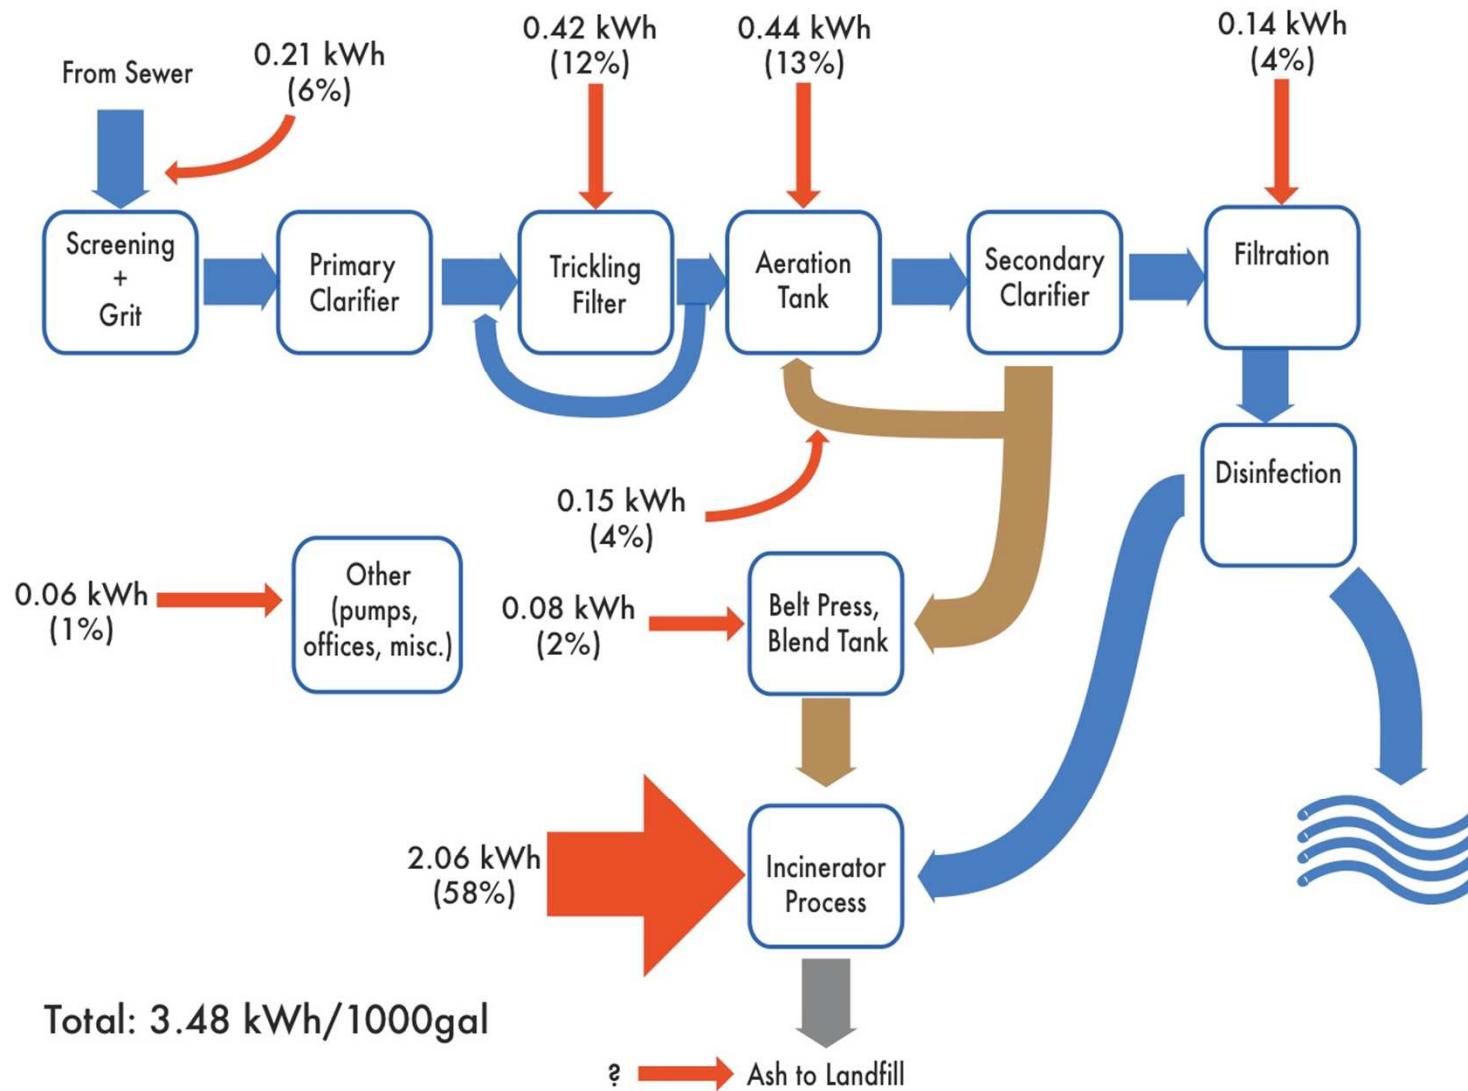 From Sewer
0.21 kWh
(6%)
0.42 kWh
(12%)
0.44 kWh
(13%)
0.14 kWh
(4%)
Screening
+
Grit
Primary
Clarifier
Trickling
Filter
Aeration
Tank
Secondary
Clarifier
Filtration
Disinfection
0.15 kWh
(4%)
0.06 kWh
(1%)
Other
(pumps,
offices, misc.)
0.08 kWh
(2%)
Belt Press,
Blend Tank
2.06 kWh
(58%)
Incinerator
Process
Total: 3.48 kWh/1000gal
?
Ash to Landfill